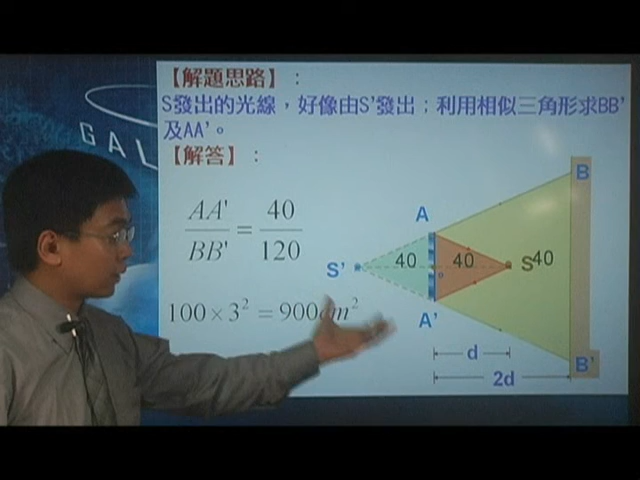 【解題思路】：
S發出的光線，好像由S'發出；利用相似三角形求BB'
及AA'。
【解答】：
GAL
AA'
BB'
=
40
120
100×3²=900cm²
B
A
S'
40
40
S
40
A'
d
2d
B'